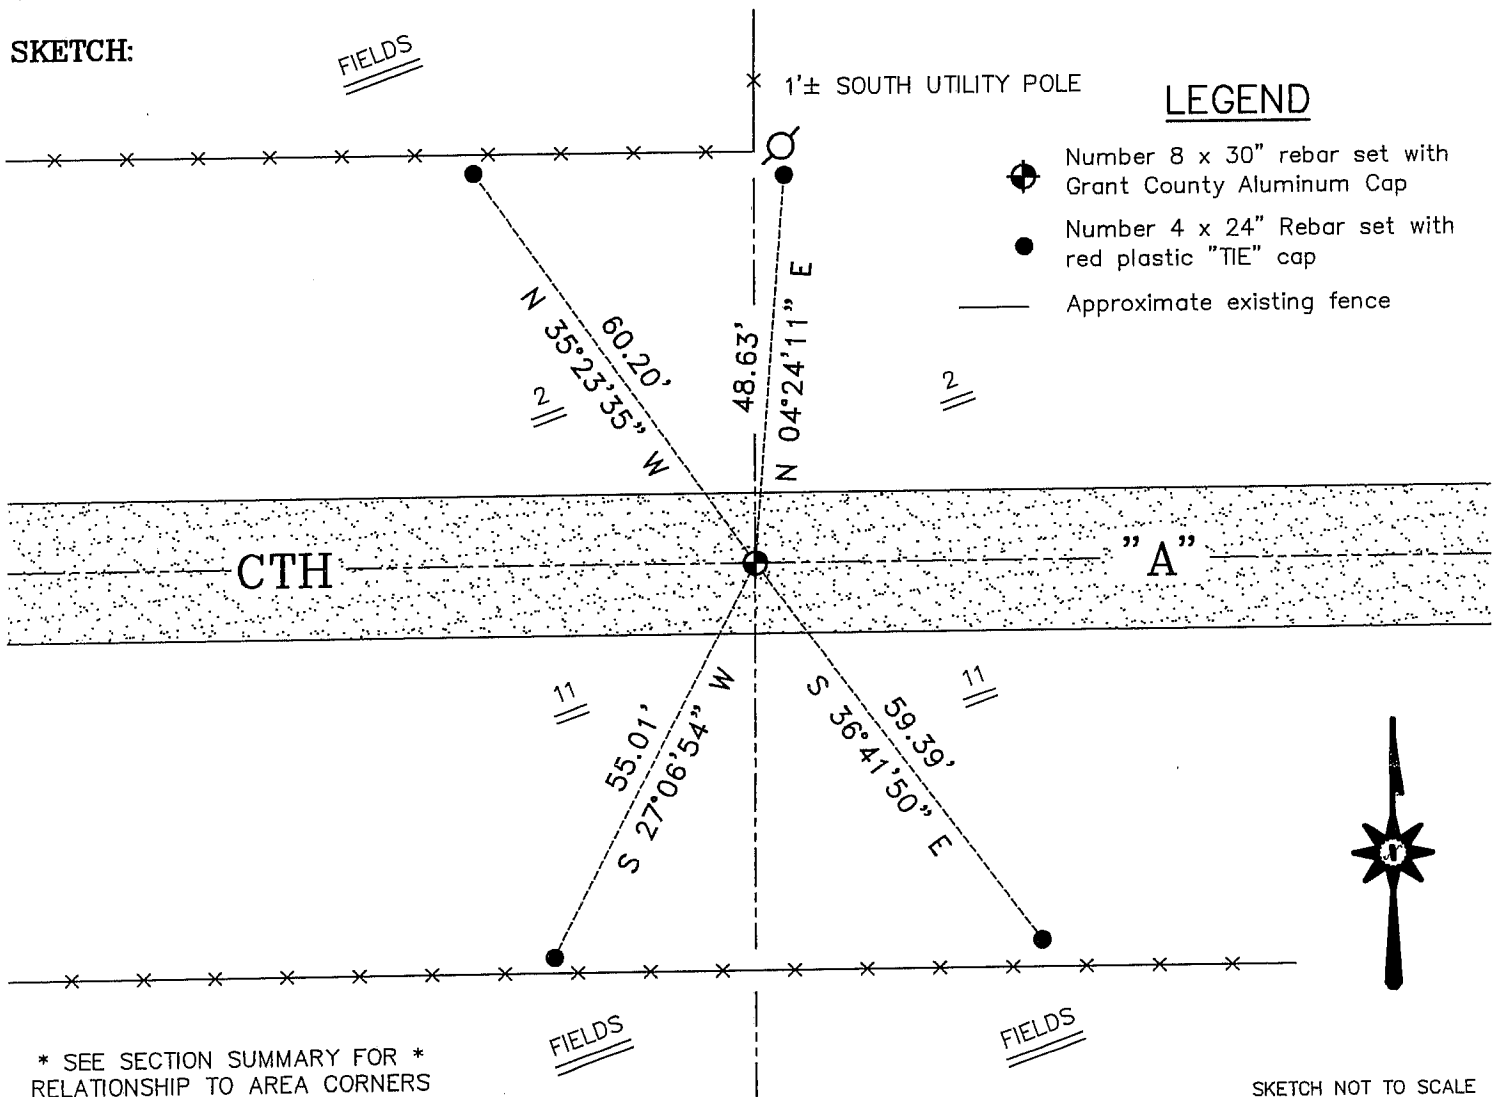 SKETCH:
FIELDS
1'± SOUTH UTILITY POLE
LEGEND
Number 8 x 30" rebar set with
Grant County Aluminum Cap
Number 4 x 24" Rebar set with
red plastic "TIE" cap
Approximate existing fence
60.20'
N 35°23'35" W
48.63'
N 04°24'11" E
2
2
CTH
"A"
11
11
55.01'
S 27°06'54" W
59.39'
S 36°41'50" E
N
FIELDS
FIELDS
* SEE SECTION SUMMARY FOR *
RELATIONSHIP TO AREA CORNERS
SKETCH NOT TO SCALE